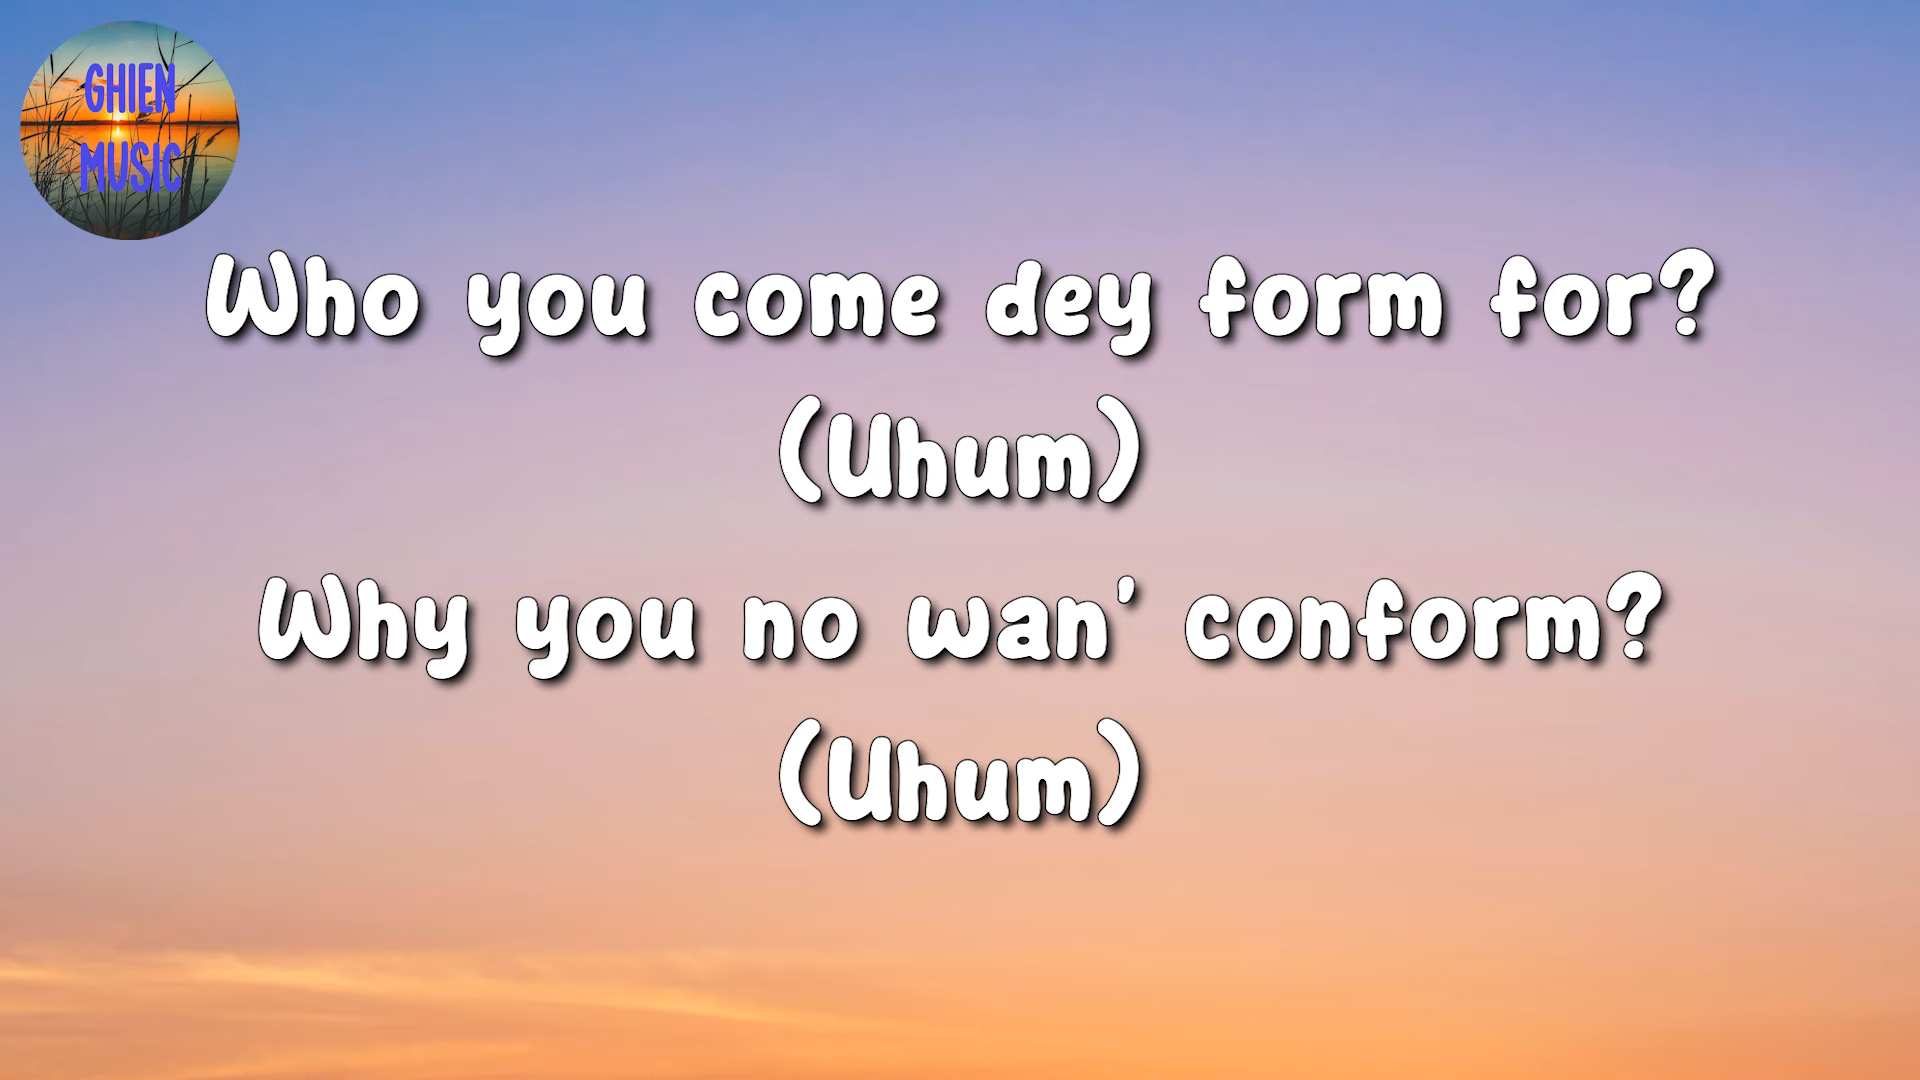 GHIEN
MUSIC
Who you come dey form for?
(Uhum)
Why you no wan' conform?
(Uhum)